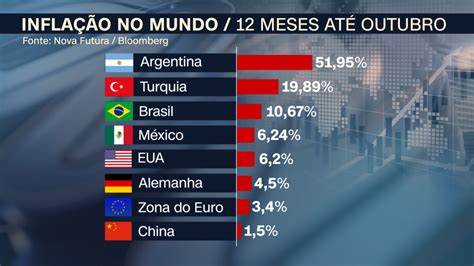 INFLAÇÃO NO MUNDO / 12 MESES ATÉ OUTUBRO
Fonte: Nova Futura / Bloomberg
Argentina 51,95%
Turquia 19,89%
Brasil 10,67%
México 6,24%
EUA 6,2%
Alemanha 4,5%
Zona do Euro 3,4%
China 1,5%